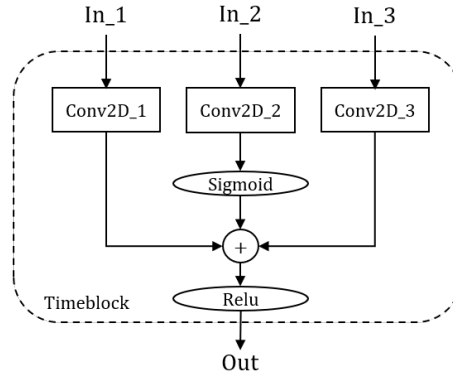 In_1 In_2 In_3
Conv2D_1 Conv2D_2 Conv2D_3
Sigmoid
+
Timeblock Relu
Out